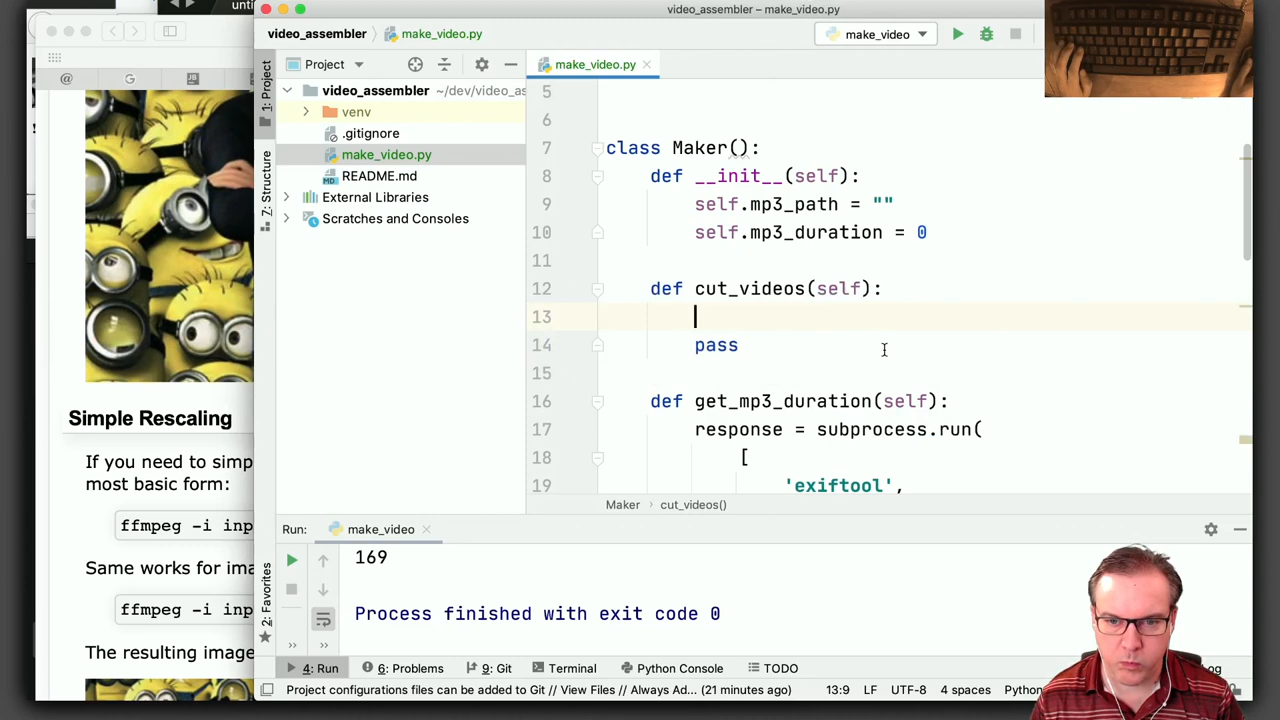 unti
video_assembler – make_video.py
video_assembler
make_video.py
make_video
@
G
JB
1: Project
Project
make_video.py
video_assembler ~/dev/video_as
venv
.gitignore
make_video.py
README.md
External Libraries
Scratches and Consoles
7: Structure
5
6
7 class Maker():
8 def __init__(self):
9 self.mp3_path = ""
10 self.mp3_duration = 0
11
12 def cut_videos(self):
13
14 pass
15
16 def get_mp3_duration(self):
17 response = subprocess.run(
18 [
19 'exiftool',
Maker cut_videos()
Simple Rescaling
If you need to simp
most basic form:
ffmpeg -i inp
Same works for ima
ffmpeg -i inp
The resulting image
2: Favorites
Run: make_video
169
Process finished with exit code 0
4: Run
6: Problems
9: Git
Terminal
Python Console
TODO
og
Project configurations files can be added to Git // View Files // Always Ad... (21 minutes ago)
13:9 LF UTF-8 4 Spaces Python